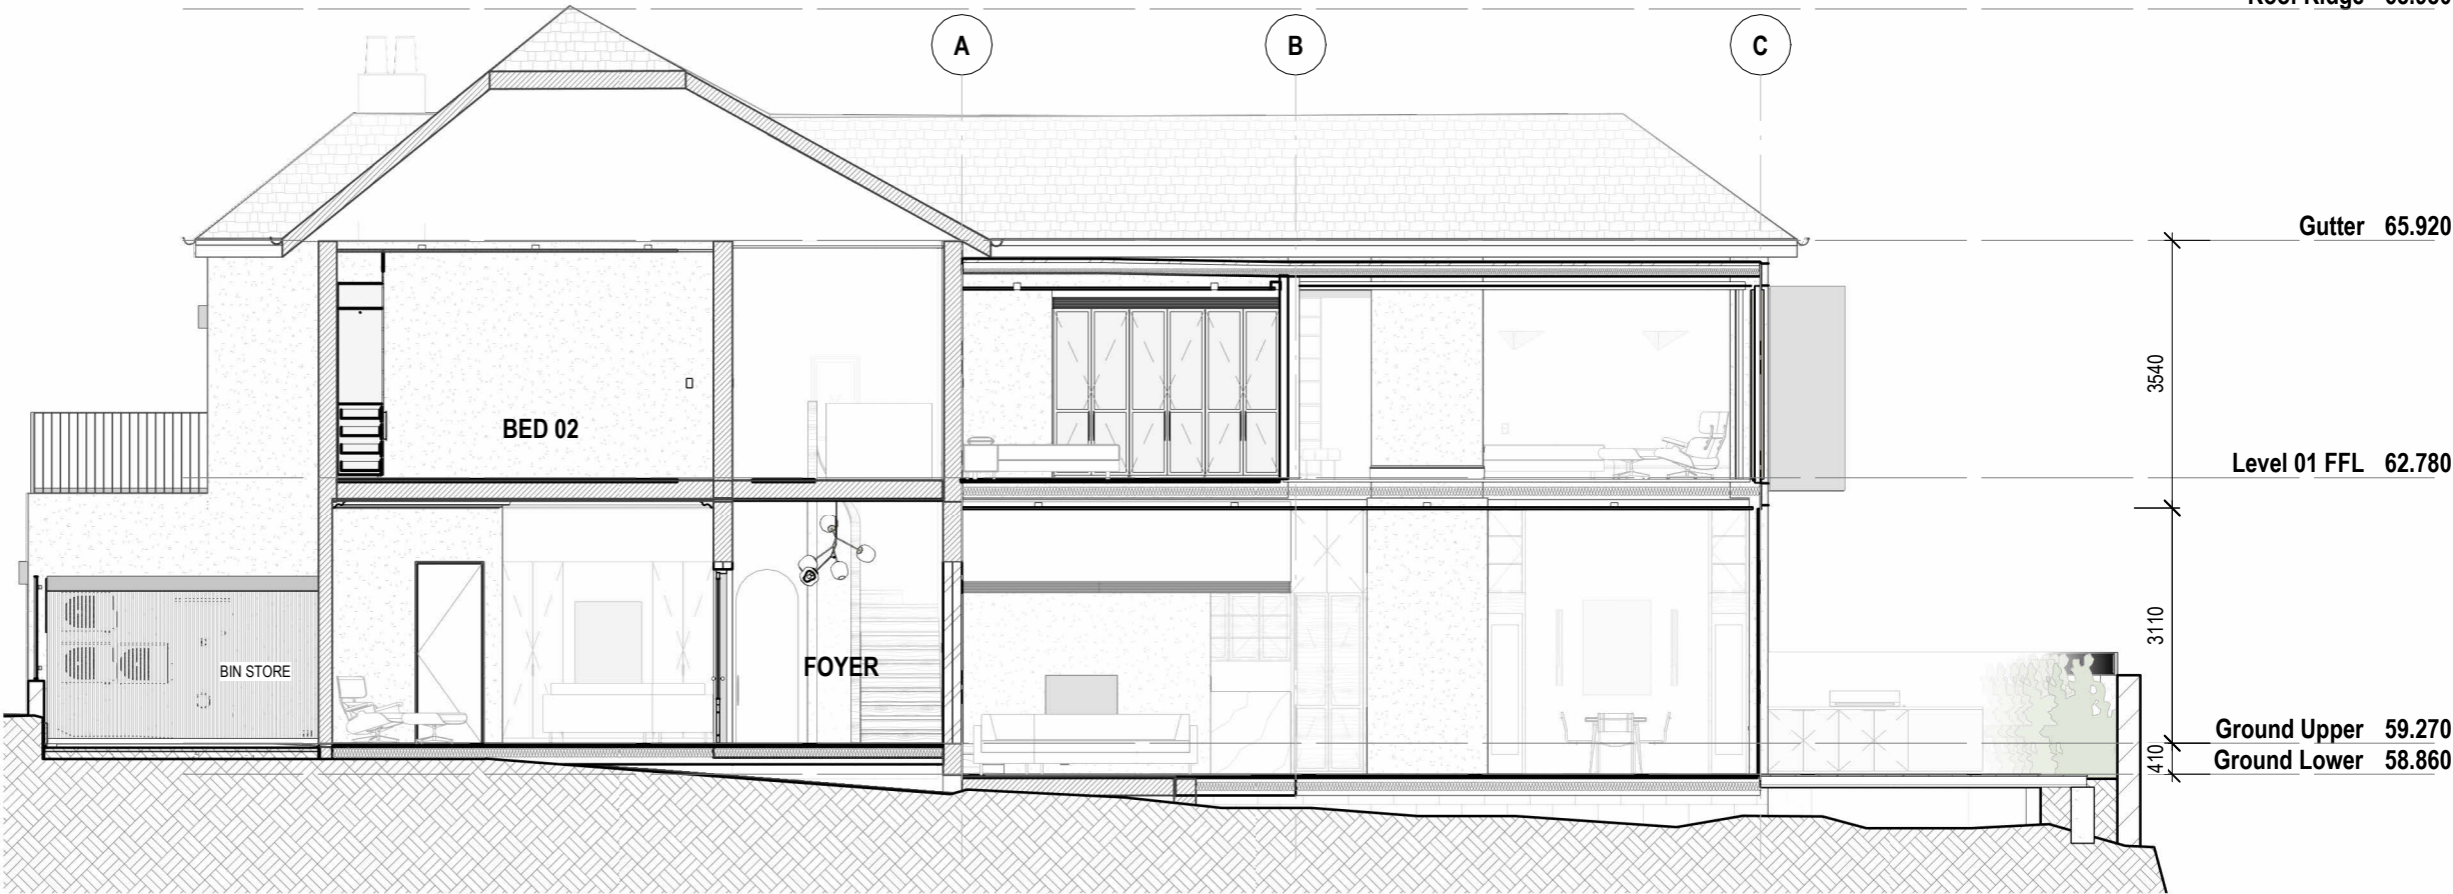 A
B
C
Gutter 65.920
3540
BED 02
Level 01 FFL 62.780
3110
BIN STORE
FOYER
Ground Upper 59.270
410
Ground Lower 58.860